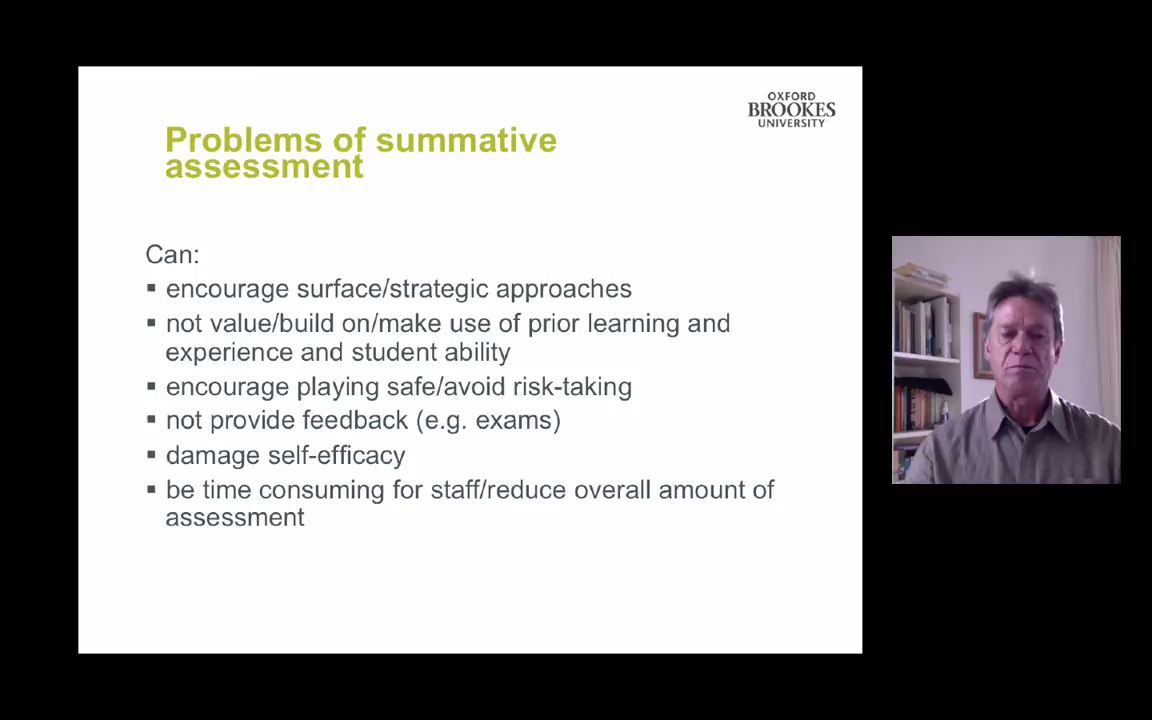 OXFORD
BROOKES
UNIVERSITY
Problems of summative
assessment
Can:
▪ encourage surface/strategic approaches
▪ not value/build on/make use of prior learning and
experience and student ability
▪ encourage playing safe/avoid risk-taking
▪ not provide feedback (e.g. exams)
▪ damage self-efficacy
▪ be time consuming for staff/reduce overall amount of
assessment